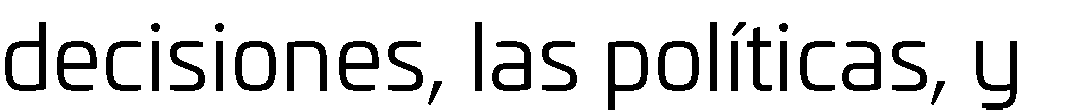 decisiones, las políticas, y